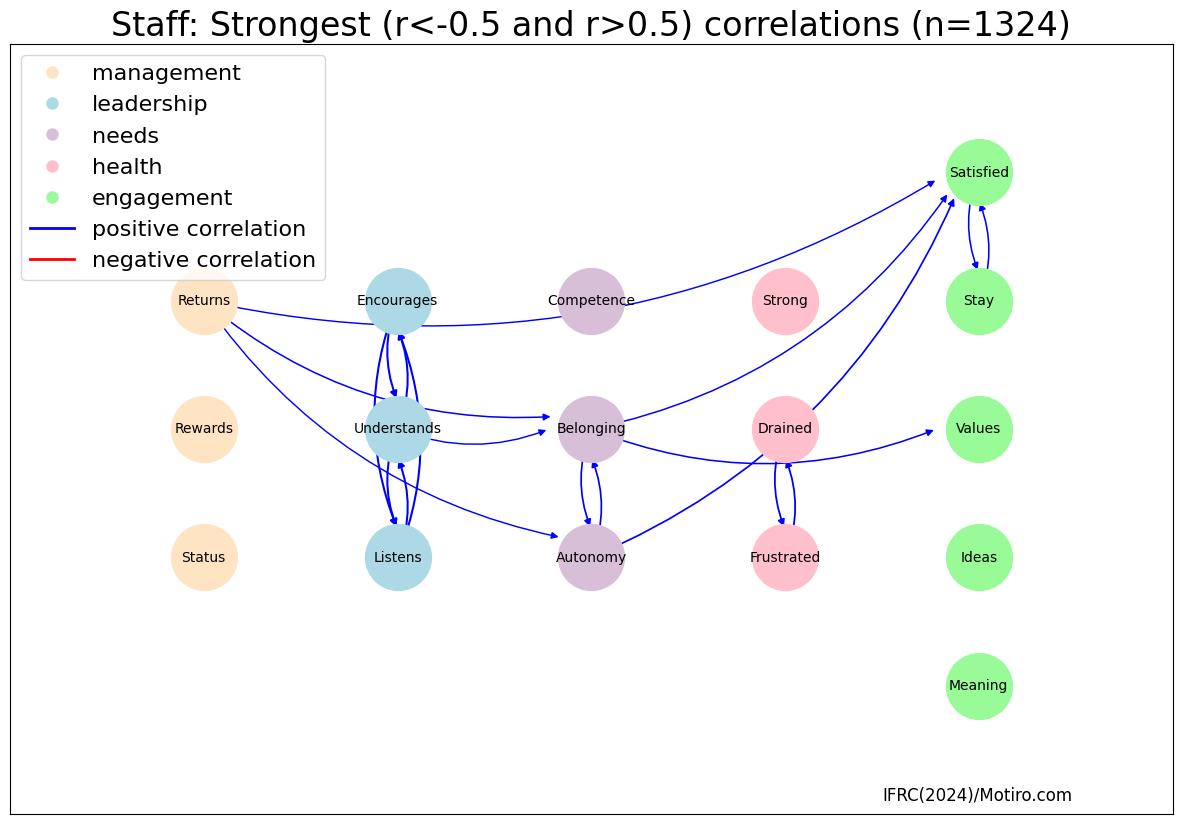 Staff: Strongest (r<-0.5 and r>0.5) correlations (n=1324)
management
leadership
needs
health
engagement
positive correlation
negative correlation
Satisfied
Returns
Encourages
Competence
Strong
Stay
Rewards
Understands
Belonging
Drained
Values
Status
Listens
Autonomy
Frustrated
Ideas
Meaning
IFRC(2024)/Motiro.com